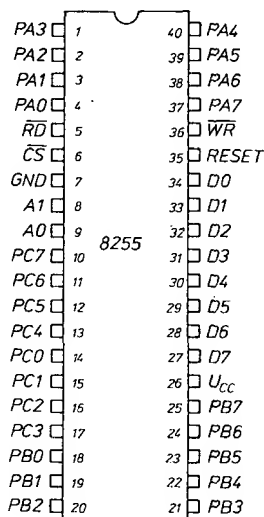 PA3 1 40 PA4
PA2 2 39 PA5
PA1 3 38 PA6
PA0 4 37 PA7
R̅D̅ 5 36 W̅R̅
C̅S̅ 6 35 RESET
GND 7 34 D0
A1 8 33 D1
A0 9 32 D2
8255
PC7 10 31 D3
PC6 11 30 D4
PC5 12 29 D5
PC4 13 28 D6
PC0 14 27 D7
PC1 15 26 UCC
PC2 16 25 PB7
PC3 17 24 PB6
PB0 18 23 PB5
PB1 19 22 PB4
PB2 20 21 PB3